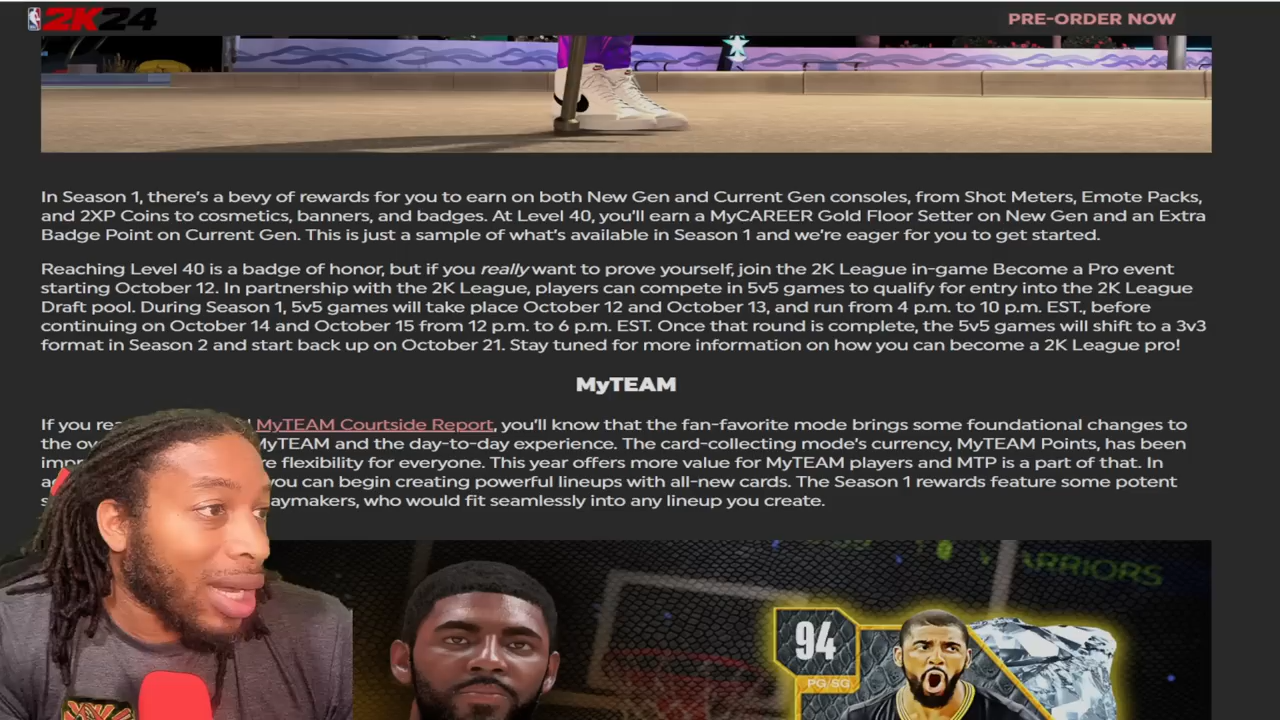 2K24
PRE-ORDER NOW
In Season 1, there's a bevy of rewards for you to earn on both New Gen and Current Gen consoles, from Shot Meters, Emote Packs,
and 2XP Coins to cosmetics, banners, and badges. At Level 40, you'll earn a MyCAREER Gold Floor Setter on New Gen and an Extra
Badge Point on Current Gen. This is just a sample of what's available in Season 1 and we're eager for you to get started.
Reaching Level 40 is a badge of honor, but if you really want to prove yourself, join the 2K League in-game Become a Pro event
starting October 12. In partnership with the 2K League, players can compete in 5v5 games to qualify for entry into the 2K League
Draft pool. During Season 1, 5v5 games will take place October 12 and October 13, and run from 4 p.m. to 10 p.m. EST., before
continuing on October 14 and October 15 from 12 p.m. to 6 p.m. EST. Once that round is complete, the 5v5 games will shift to a 3v3
format in Season 2 and start back up on October 21. Stay tuned for more information on how you can become a 2K League pro!
MyTEAM
If you MyTEAM Courtside Report, you'll know that the fan-favorite mode brings some foundational changes to
the MyTEAM and the day-to-day experience. The card-collecting mode's currency, MyTEAM Points, has been
flexibility for everyone. This year offers more value for MyTEAM players and MTP is a part of that. In
you can begin creating powerful lineups with all-new cards. The Season 1 rewards feature some potent
who would fit seamlessly into any lineup you create.
WARRIORS
94
PG/SG